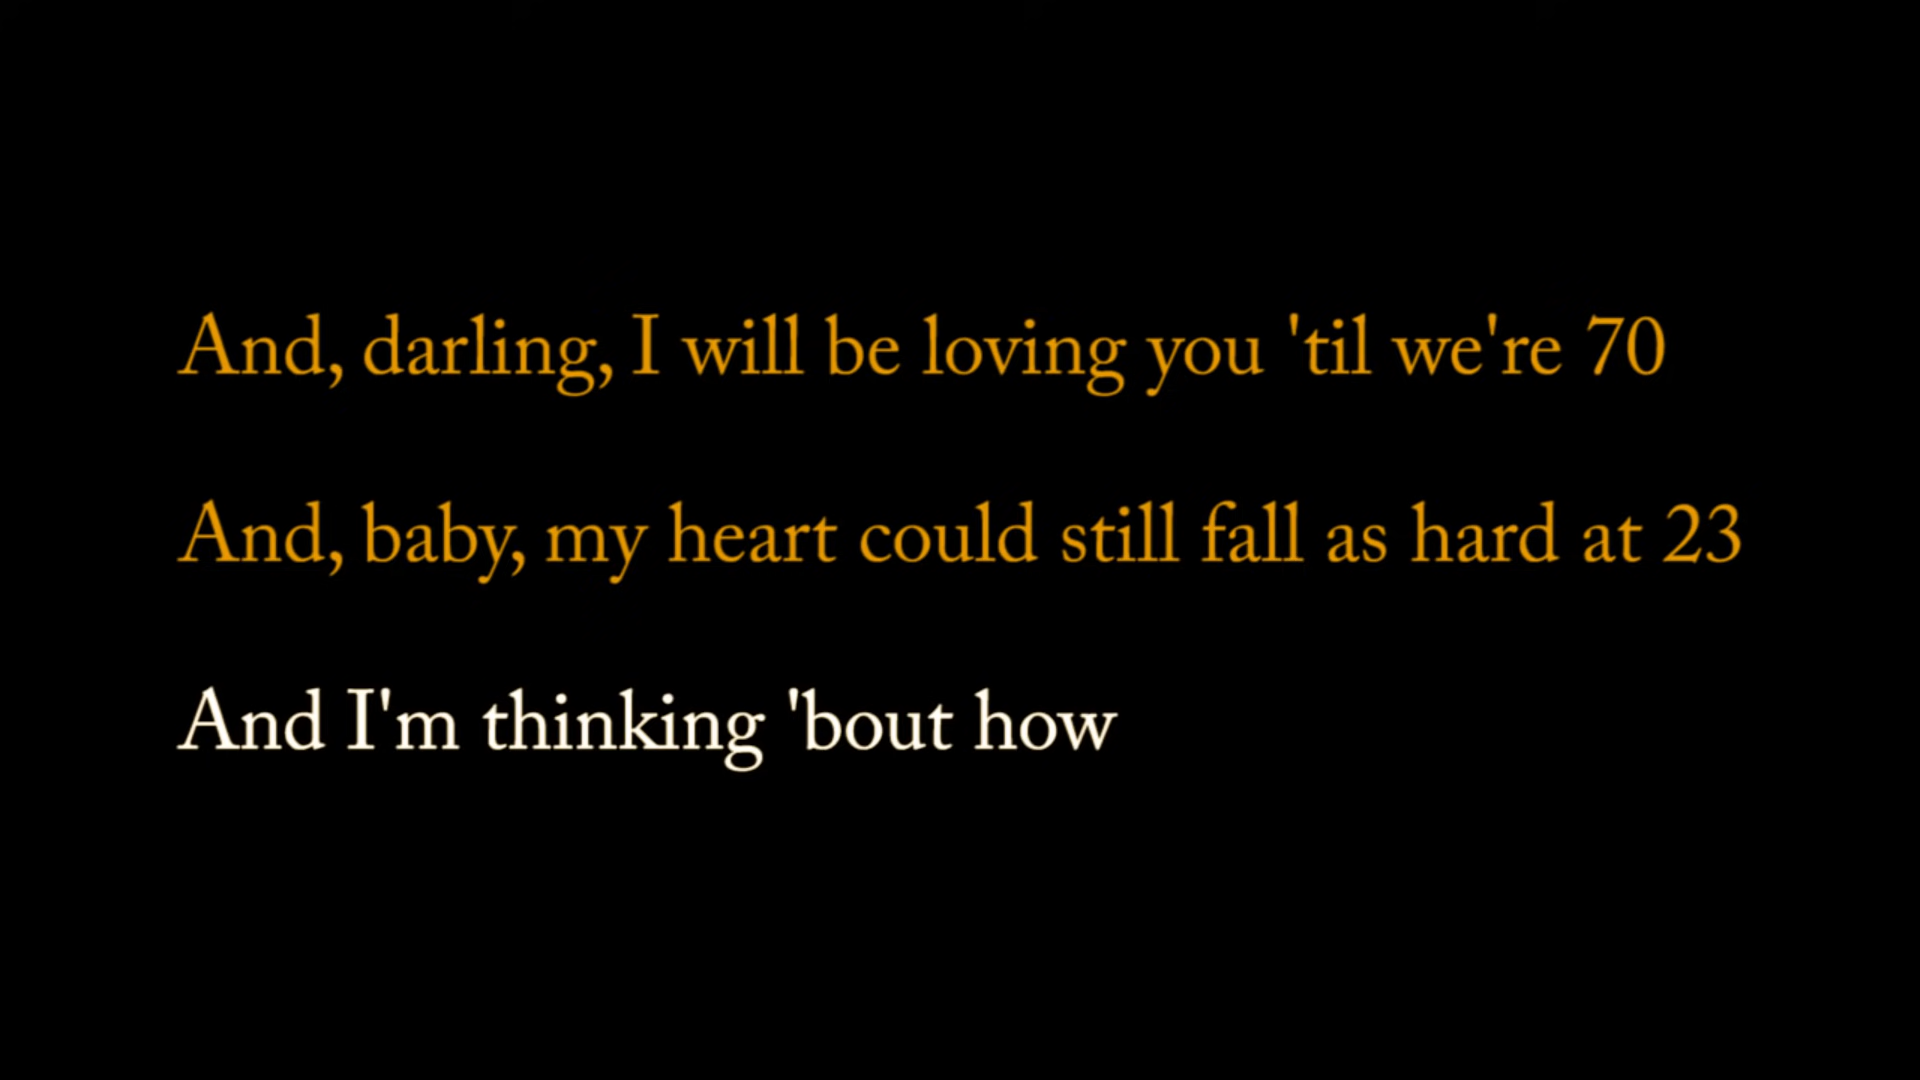 And, darling, I will be loving you 'til we're 70
And, baby, my heart could still fall as hard at 23
And I'm thinking 'bout how